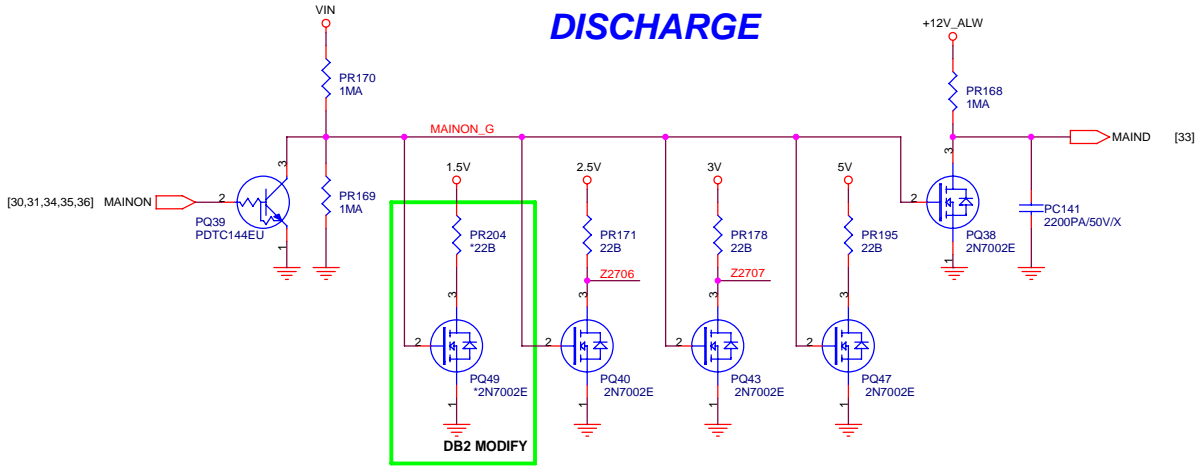 DISCHARGE
VIN
+12V_ALW
PR170
1MA
PR168
1MA
MAINON_G
MAIND [33]
3
3
1.5V
2.5V
3V
5V
[30,31,34,35,36] MAINON
2
PR169
1MA
2
PC141
2200PA/50V/X
PQ39
PDTC144EU
PQ38
2N7002E
PR204
*22B
PR171
22B
PR178
22B
PR195
22B
1
1
Z2706
Z2707
3
3
3
3
2
2
2
2
PQ49
*2N7002E
PQ40
2N7002E
PQ43
2N7002E
PQ47
2N7002E
1
1
1
1
DB2 MODIFY